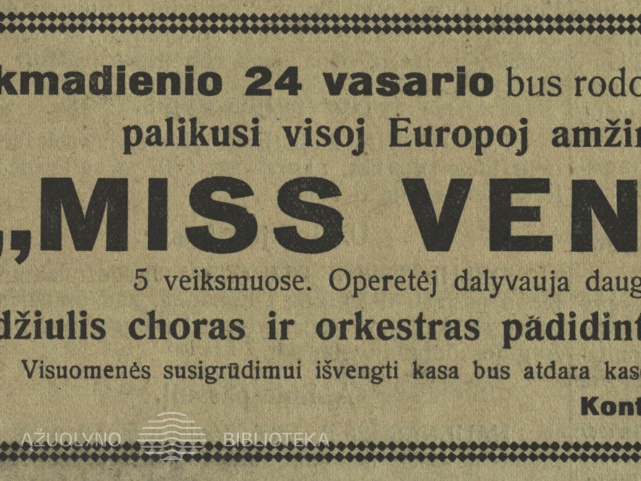 kmadienio 24 vasario bus rodo
palikusi visoj Europoj amžin
„MISS VEN
5 veiksmuose. Operetėj dalyvauja daug
džiulis choras ir orkestras pådidint
Visuomenės susigrūdimui išvengti kasa bus atdara kas
Kont
AŽUOLYNO BIBLIOTEKA